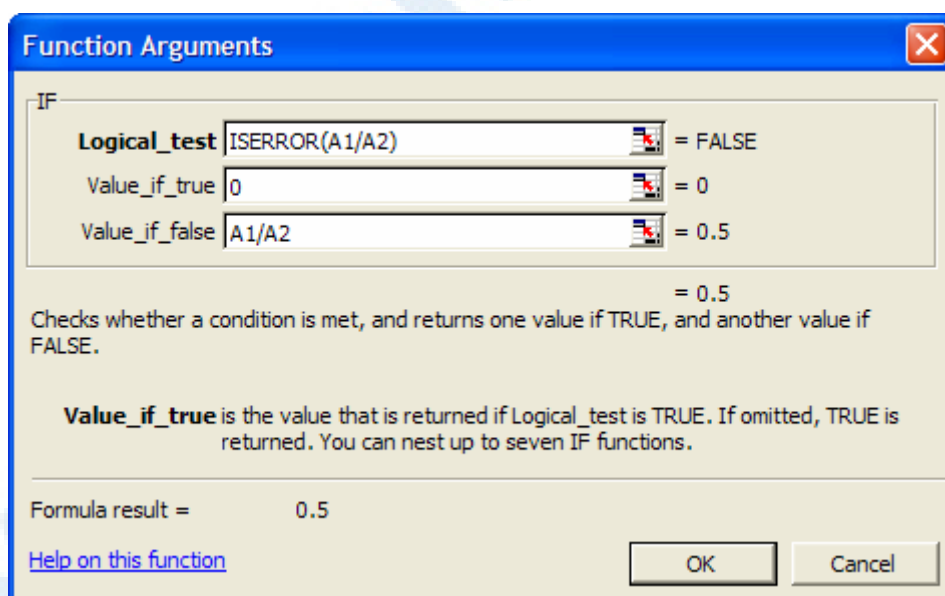 Function Arguments
IF
Logical_test ISERROR(A1/A2) = FALSE
Value_if_true 0 = 0
Value_if_false A1/A2 = 0.5
= 0.5
Checks whether a condition is met, and returns one value if TRUE, and another value if
FALSE.
Value_if_true is the value that is returned if Logical_test is TRUE. If omitted, TRUE is
returned. You can nest up to seven IF functions.
Formula result = 0.5
Help on this function OK Cancel